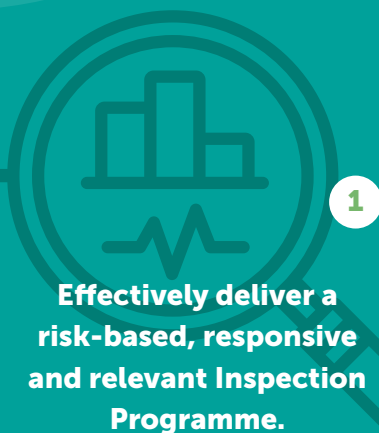 1
Effectively deliver a
risk-based, responsive
and relevant Inspection
Programme.